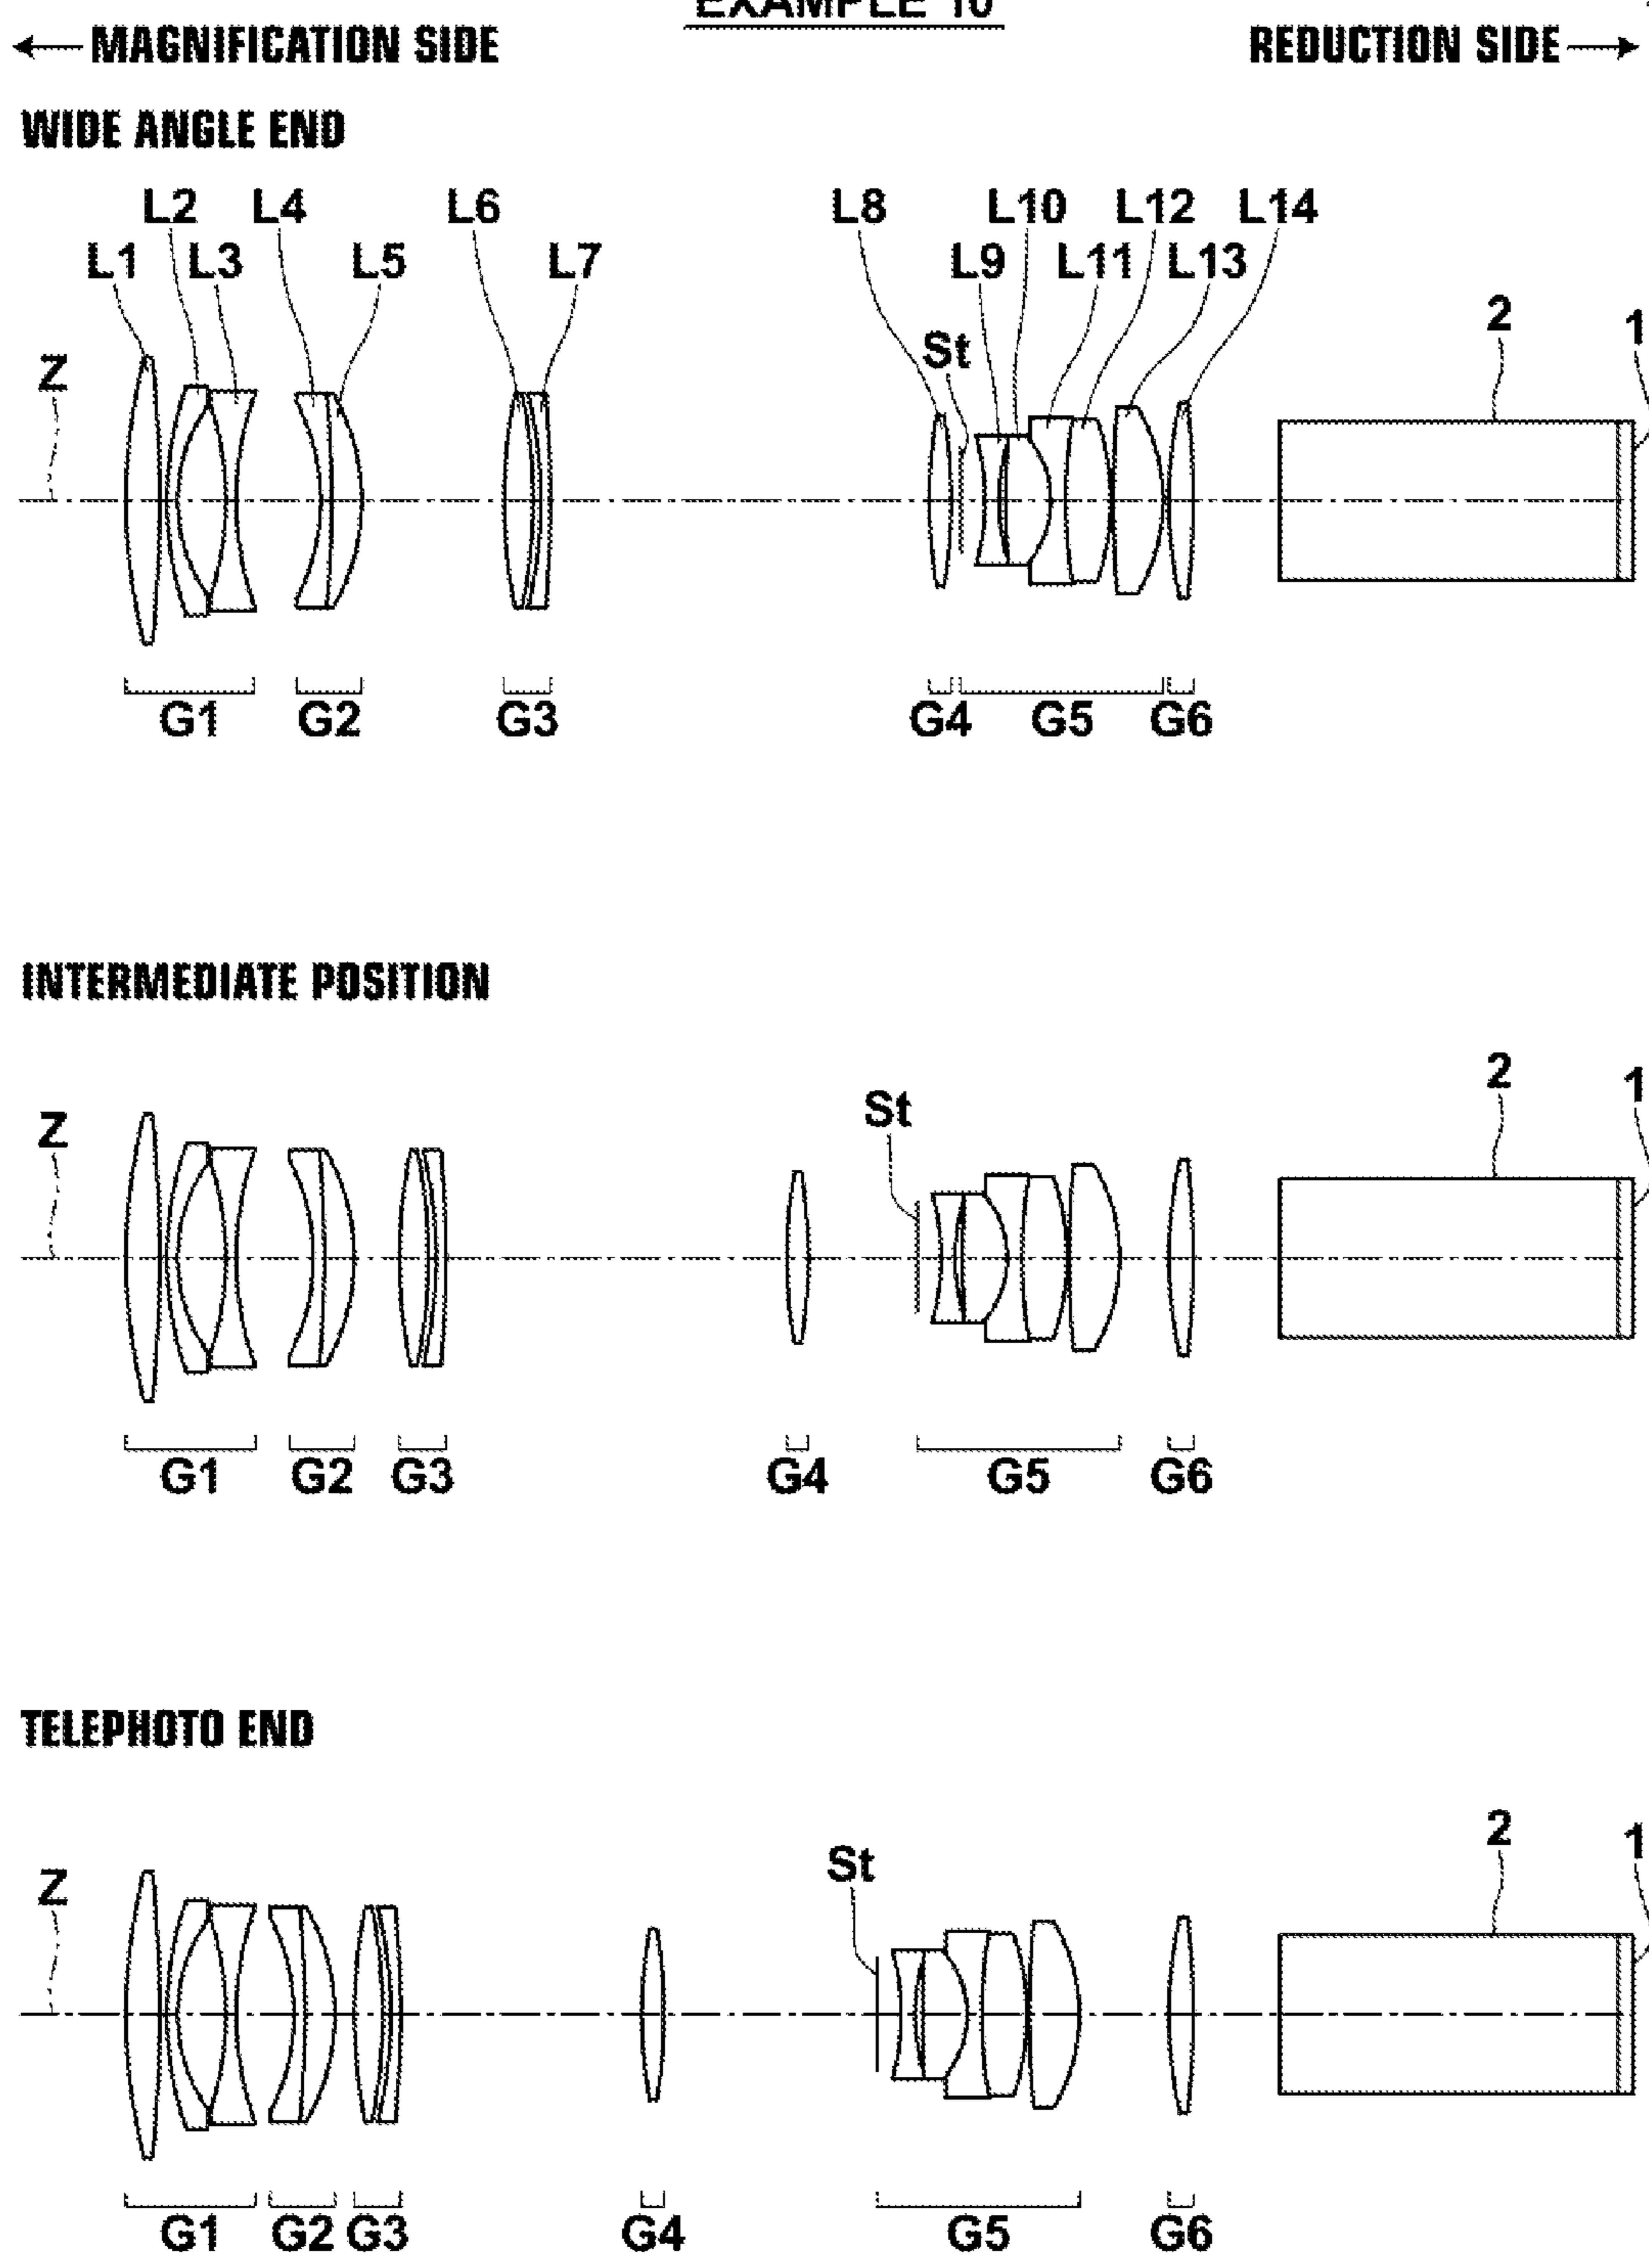 EXAMPLE 10
← MAGNIFICATION SIDE REDUCTION SIDE →
WIDE ANGLE END
L2 L4 L6 L8 L10 L12 L14
L1 L3 L5 L7 L9 L11 L13
2 1
St
Z
G1 G2 G3 G4 G5 G6
INTERMEDIATE POSITION
2 1
St
Z
G1 G2 G3 G4 G5 G6
TELEPHOTO END
2 1
St
Z
G1 G2 G3 G4 G5 G6